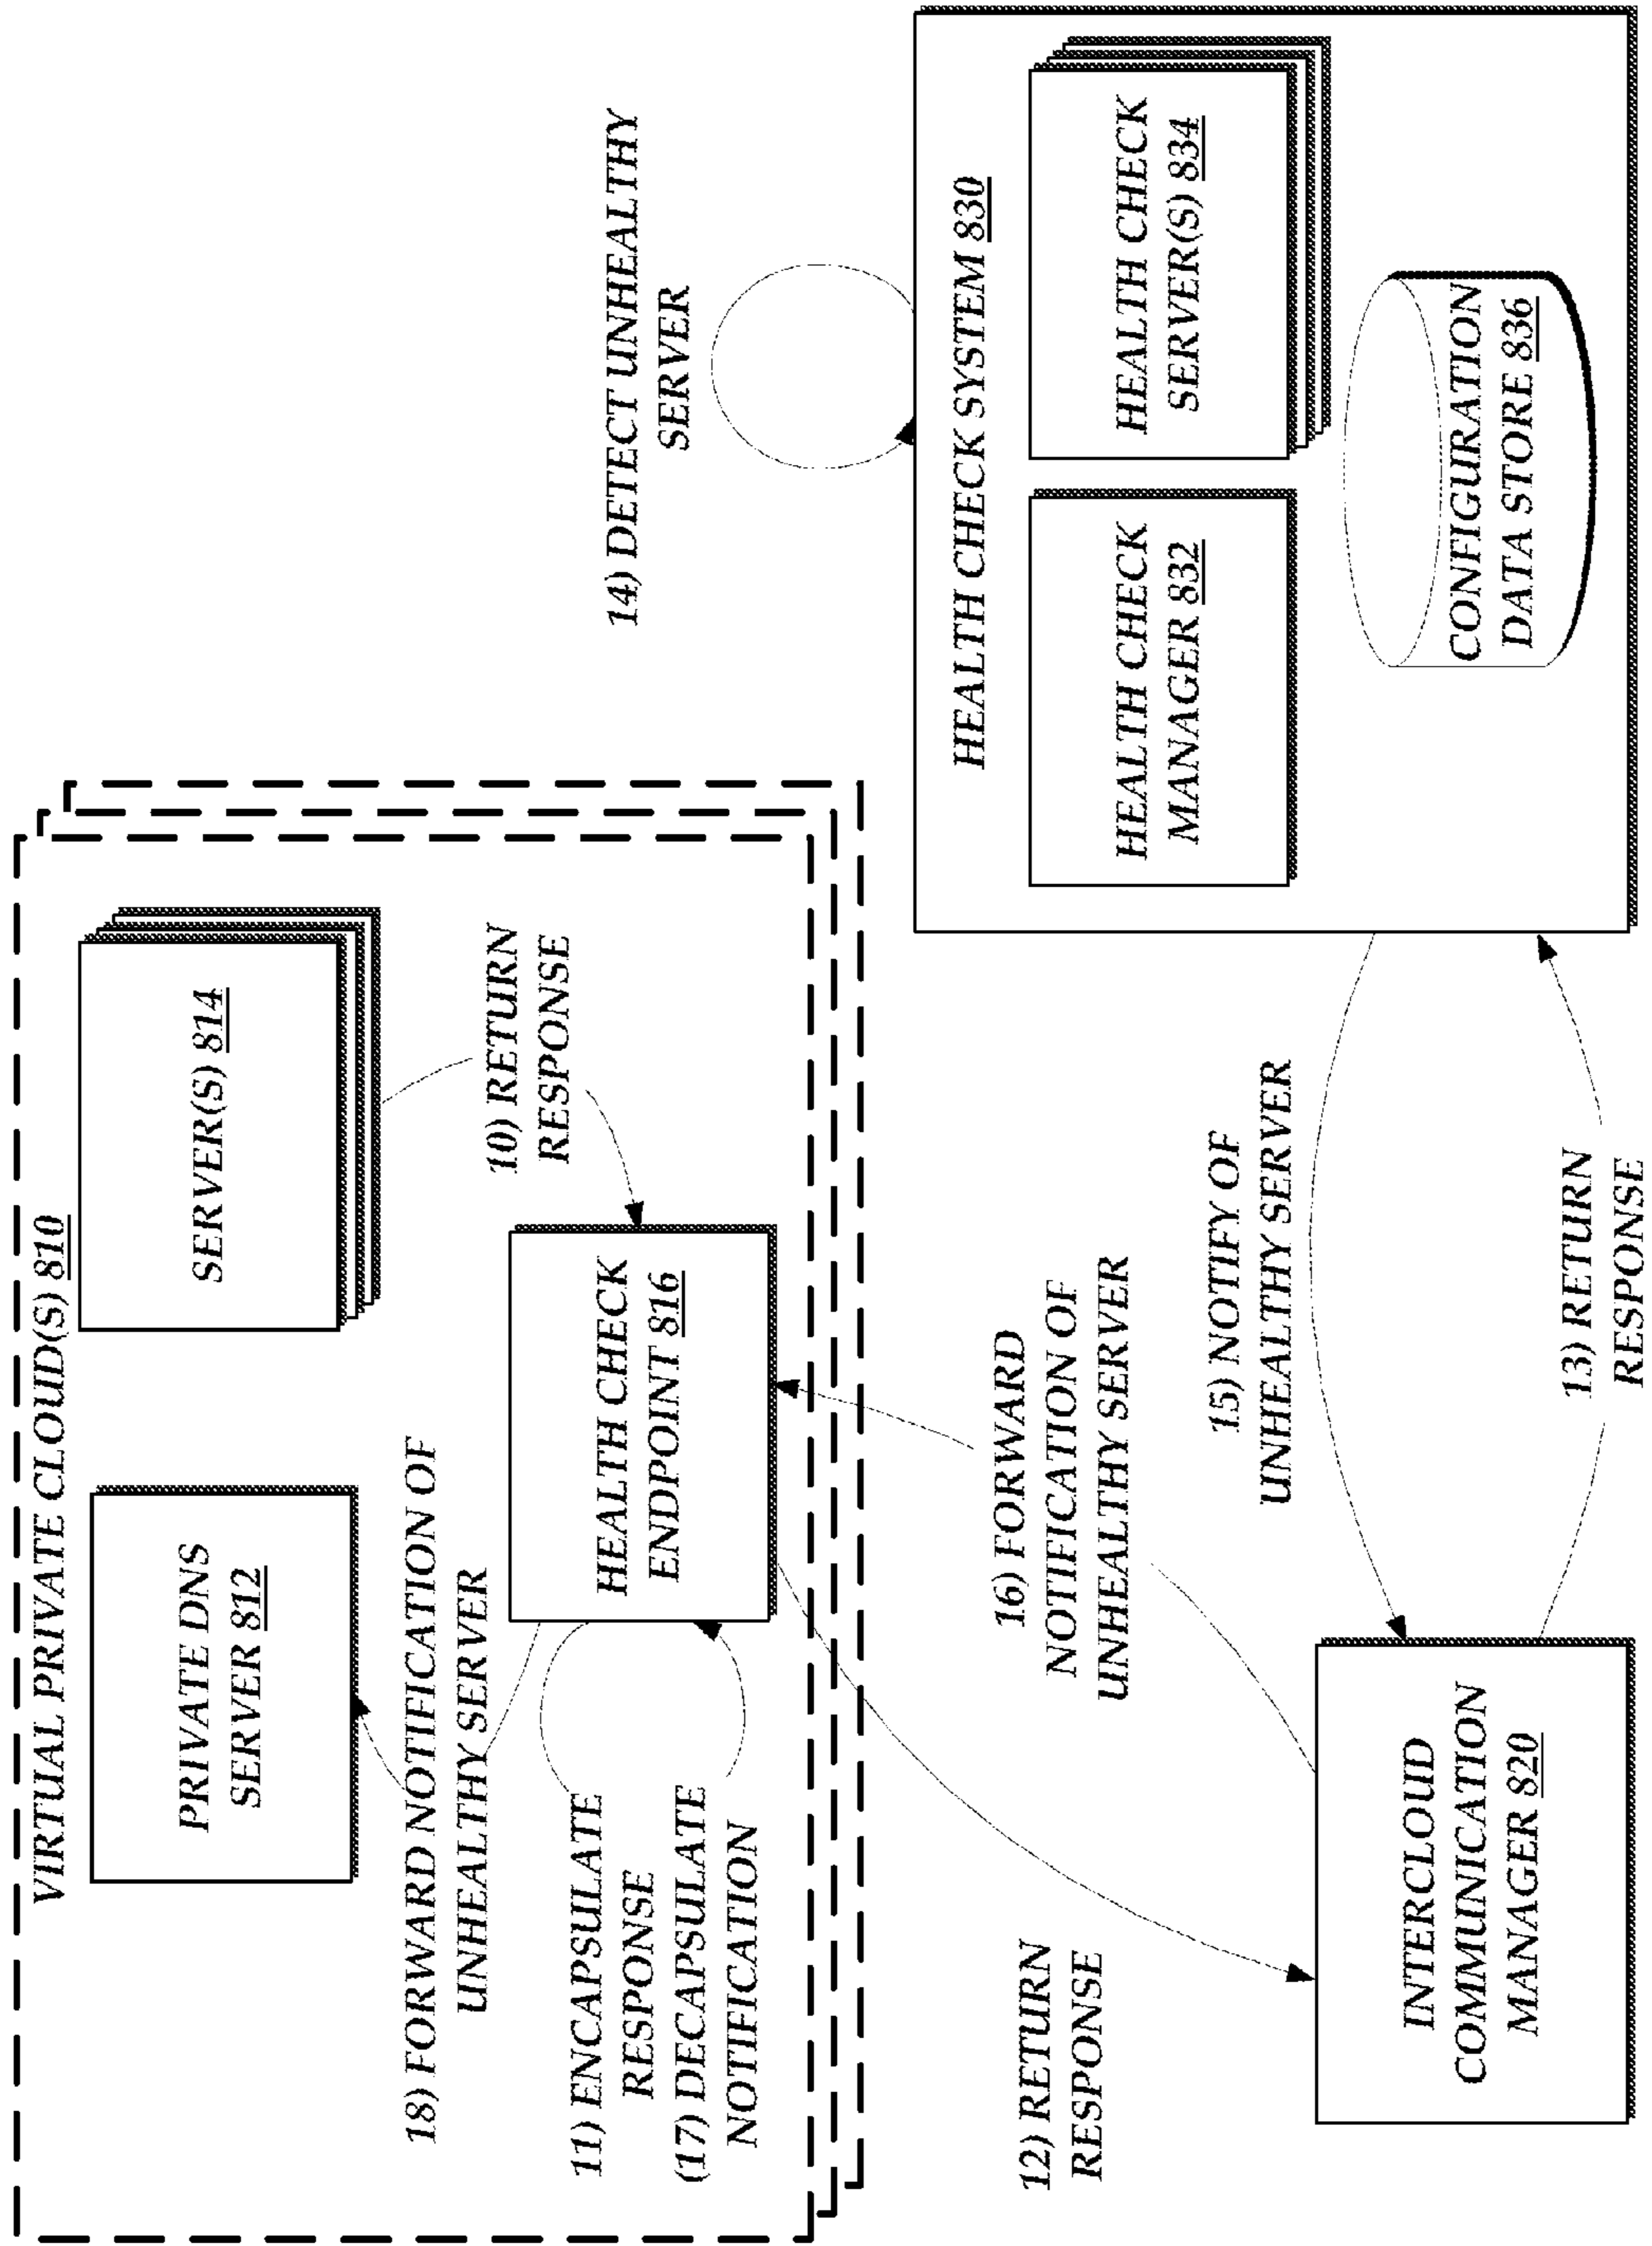 VIRTUAL PRIVATE CLOUD(S) 810
PRIVATE DNS
SERVER 812
SERVER(S) 814
18) FORWARD NOTIFICATION OF
UNHEALTHY SERVER
10) RETURN
RESPONSE
HEALTH CHECK
ENDPOINT 816
11) ENCAPSULATE
RESPONSE
(17) DECAPSULATE
NOTIFICATION
14) DETECT UNHEALTHY
SERVER
12) RETURN
RESPONSE
16) FORWARD
NOTIFICATION OF
UNHEALTHY SERVER
15) NOTIFY OF
UNHEALTHY SERVER
13) RETURN
RESPONSE
INTERCLOUD
COMMUNICATION
MANAGER 820
HEALTH CHECK SYSTEM 830
HEALTH CHECK
MANAGER 832
HEALTH CHECK
SERVER(S) 834
CONFIGURATION
DATA STORE 836